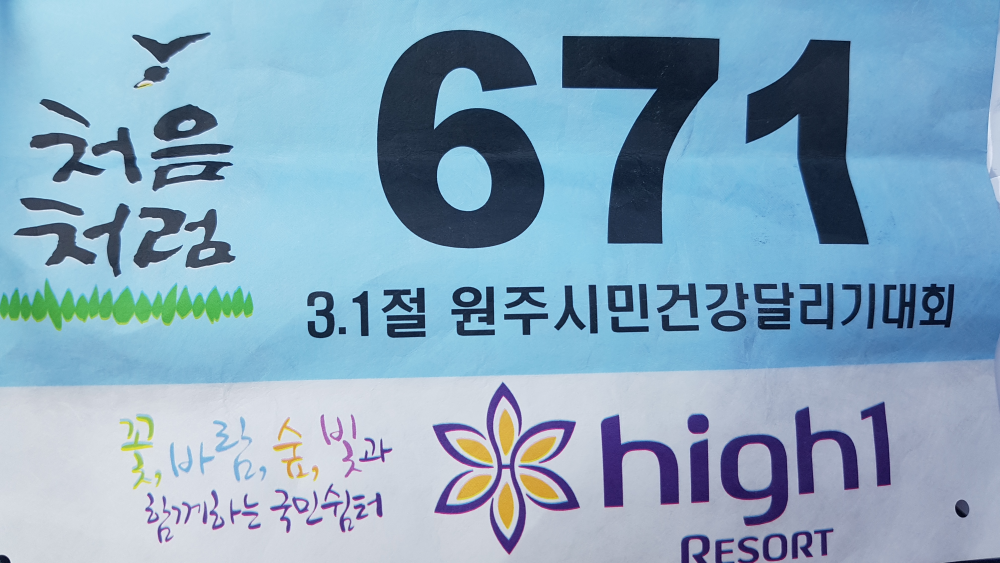 처음
처럼
671
3.1절 원주시민건강달리기대회
꽃, 바람, 숲, 빛과
함께하는 국민쉼터
high1
RESORT